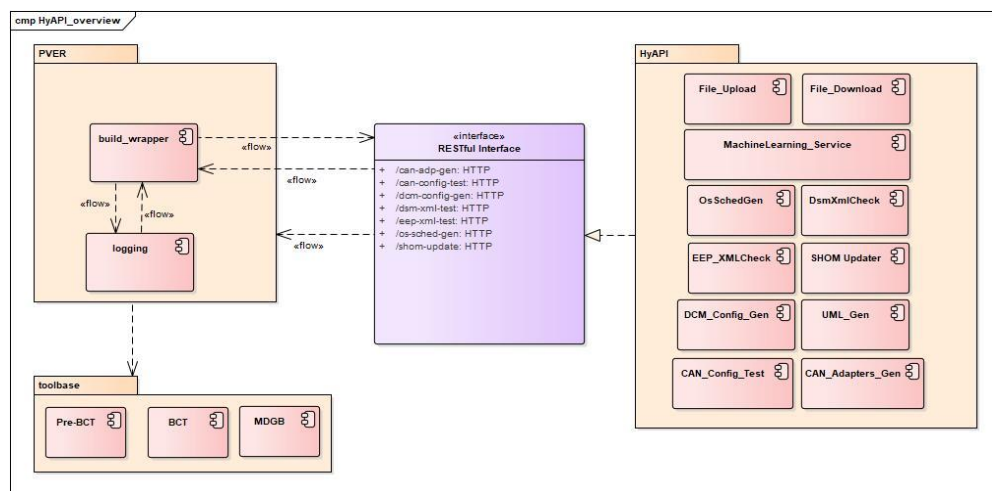 cmp HyAPI_overview
PVER
build_wrapper
«flow»
«flow»
logging
«flow»
«flow»
«flow»
«interface»
RESTful Interface
+ /can-adp-gen: HTTP
+ /can-config-test: HTTP
+ /dcm-config-gen: HTTP
+ /dsm-xml-test: HTTP
+ /eep-xml-test: HTTP
+ /os-sched-gen: HTTP
+ /shom-update: HTTP
HyAPI
File_Upload
File_Download
MachineLearning_Service
OsSchedGen
DsmXmlCheck
EEP_XMLCheck
SHOM Updater
DCM_Config_Gen
UML_Gen
CAN_Config_Test
CAN_Adapters_Gen
toolbase
Pre-BCT
BCT
MDGB